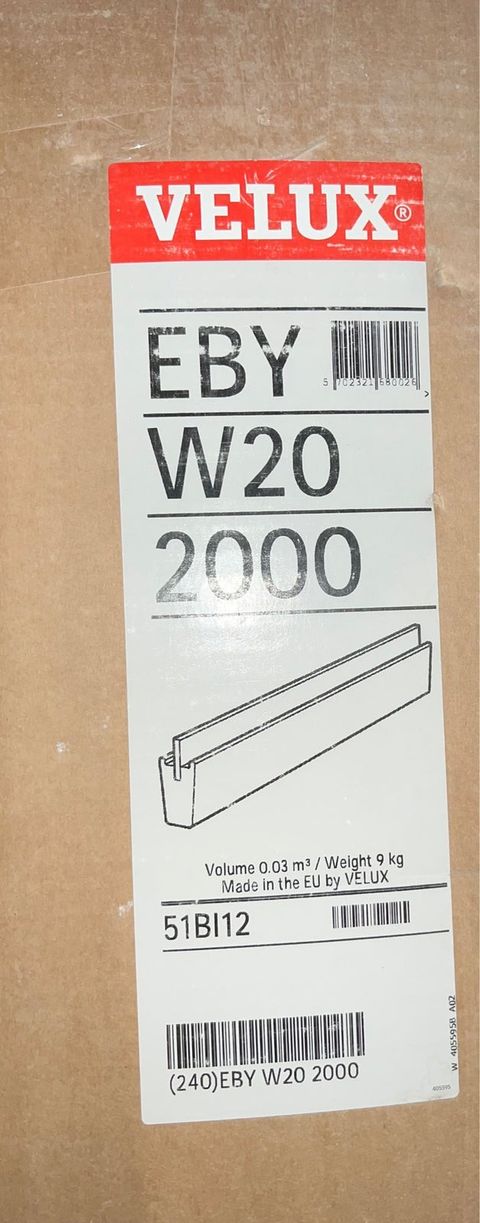 VELUX®
EBY
5 702321 680026 >
W20
2000
Volume 0.03 m³ / Weight 9 kg
Made in the EU by VELUX
51BI12
(240)EBY W20 2000
W 405595B A02